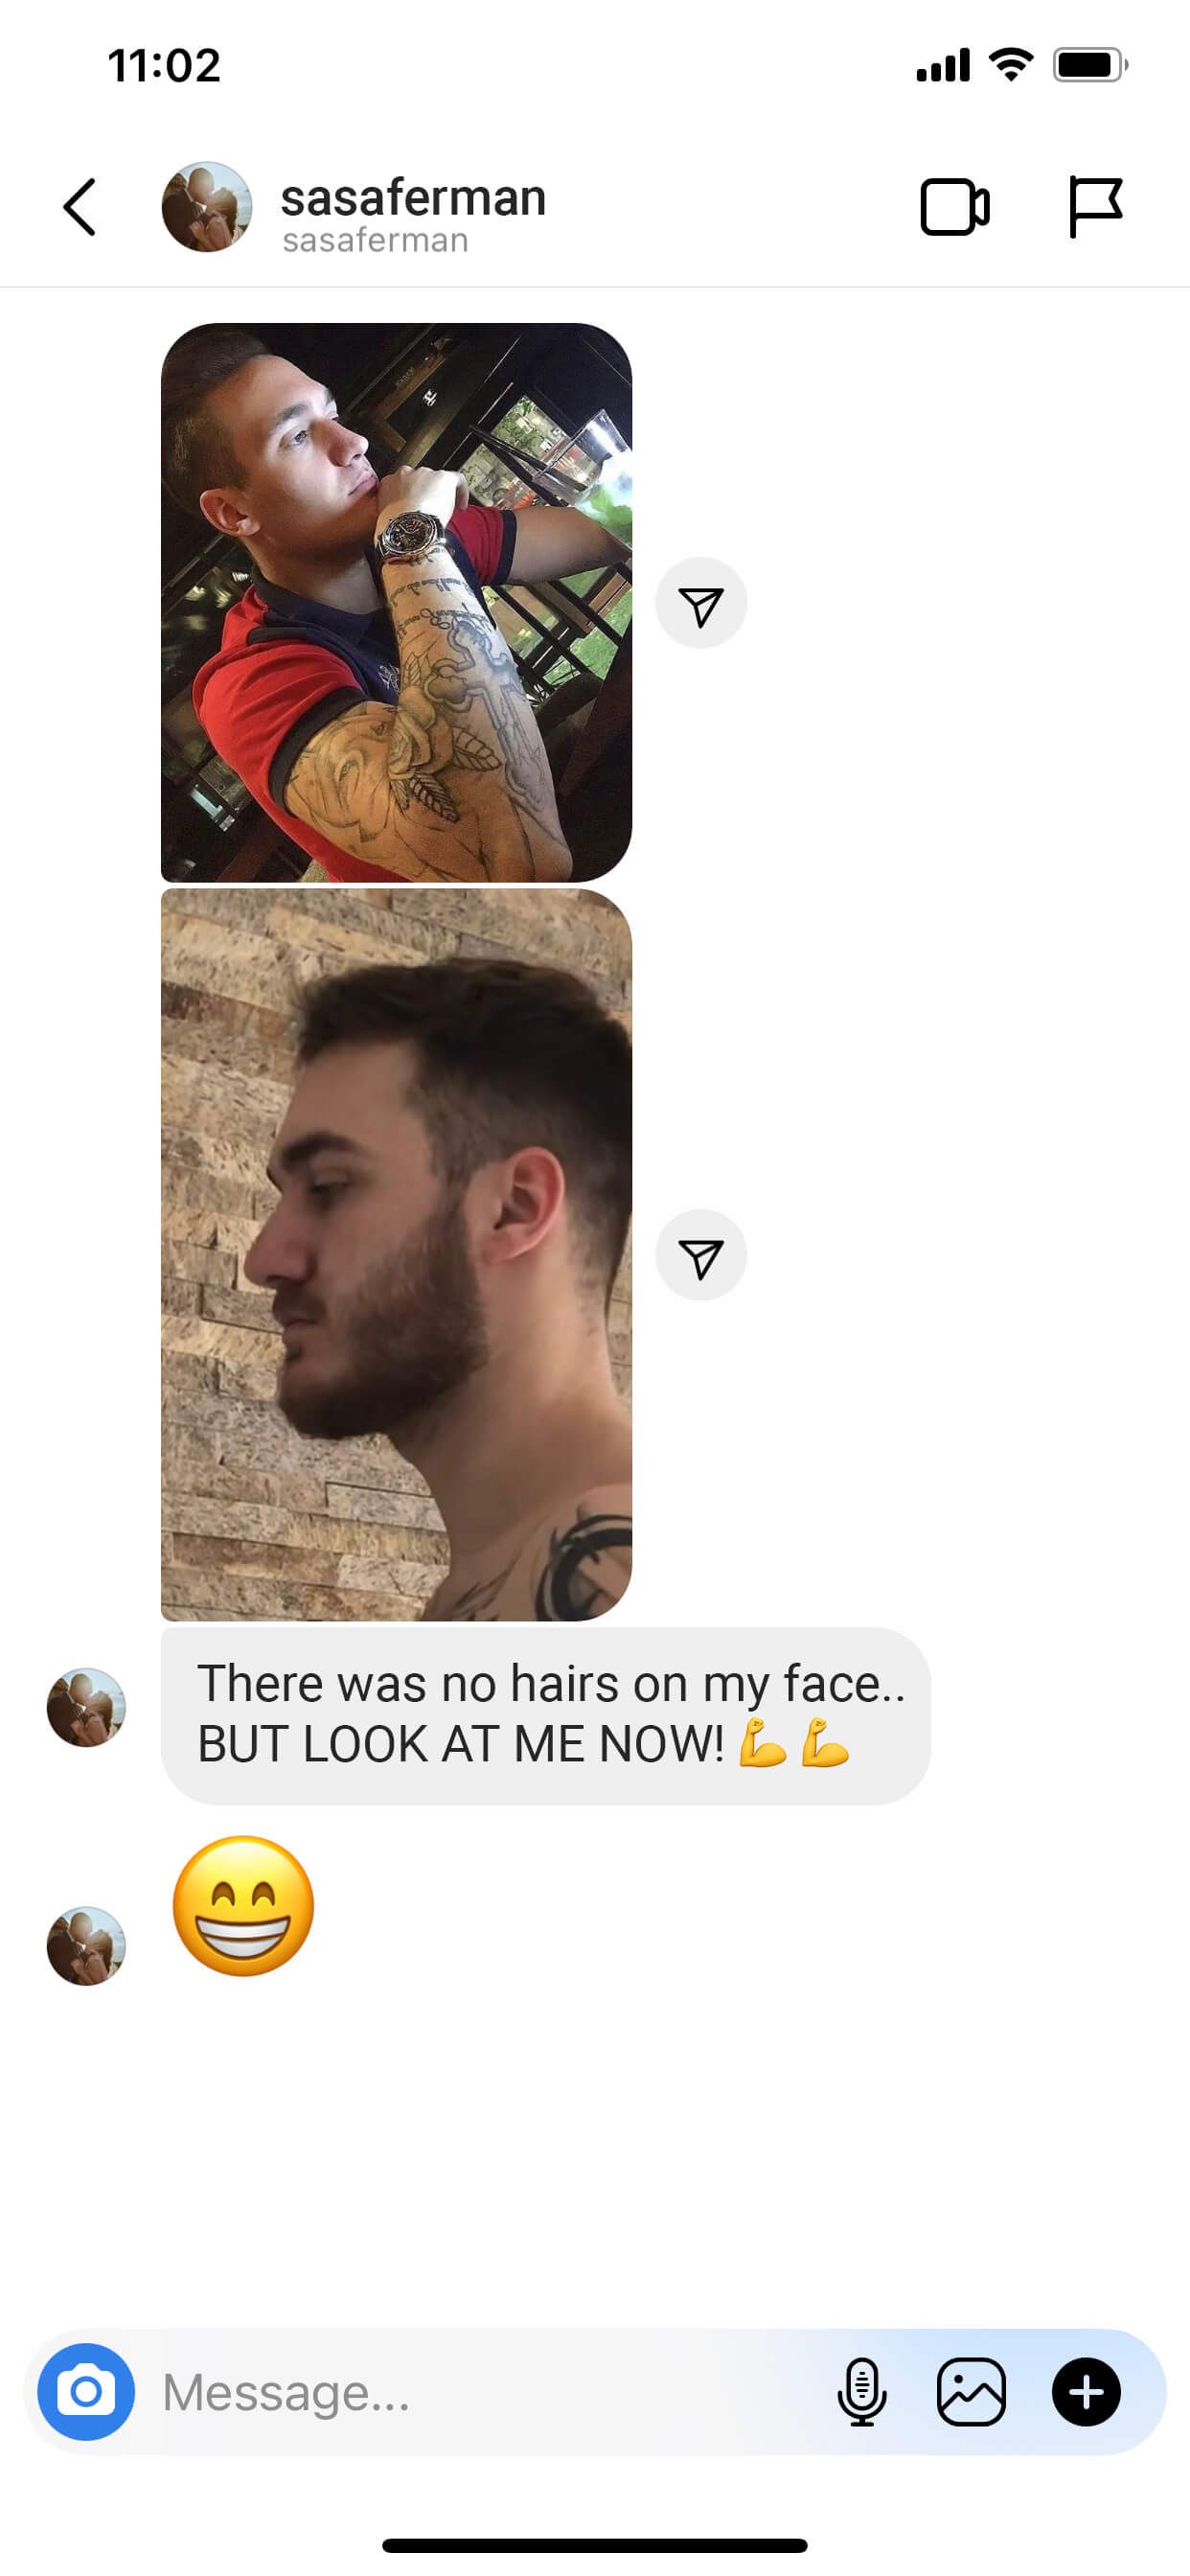 11:02
sasaferman
sasaferman
There was no hairs on my face..
BUT LOOK AT ME NOW! 💪💪
😁
Message...